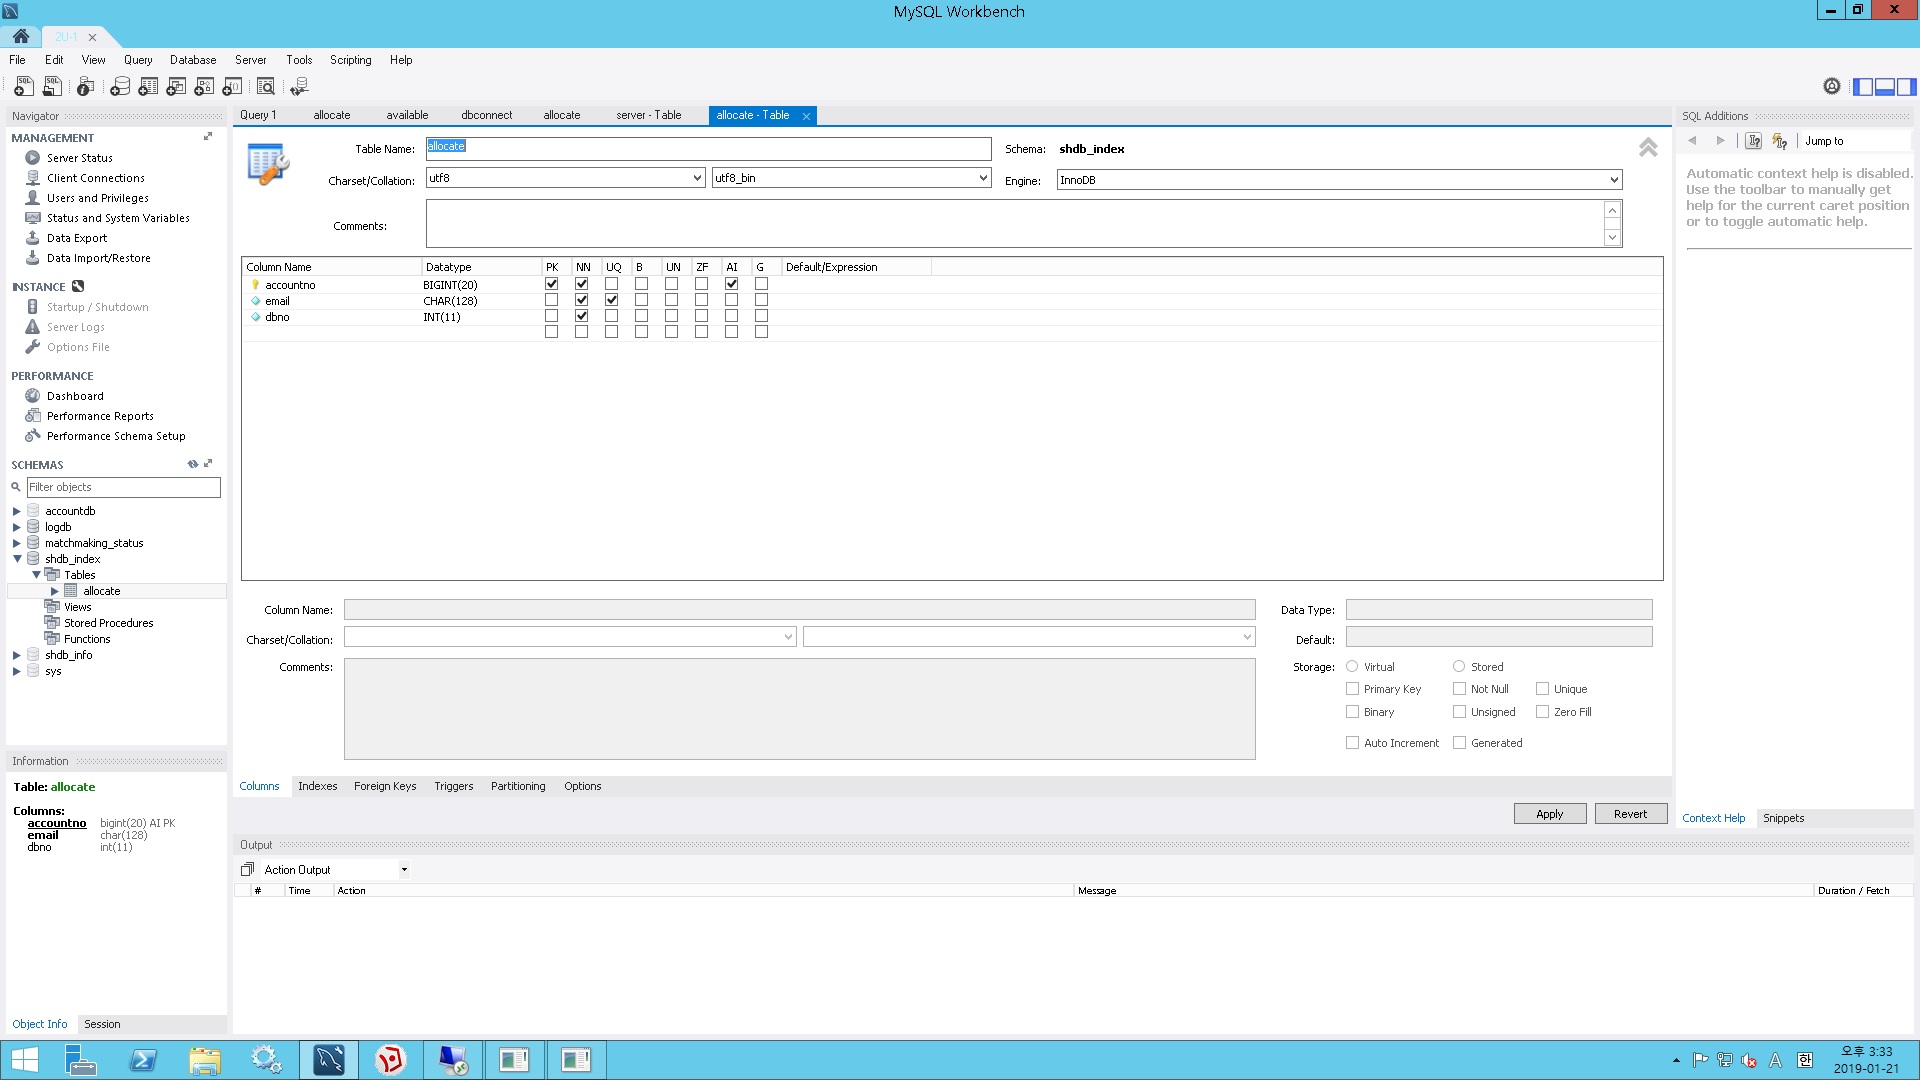 MySQL Workbench
2U-1
File Edit View Query Database Server Tools Scripting Help
Navigator
MANAGEMENT
Server Status
Client Connections
Users and Privileges
Status and System Variables
Data Export
Data Import/Restore
INSTANCE
Startup / Shutdown
Server Logs
Options File
PERFORMANCE
Dashboard
Performance Reports
Performance Schema Setup
SCHEMAS
Filter objects
accountdb
logdb
matchmaking_status
shdb_index
Tables
allocate
Views
Stored Procedures
Functions
shdb_info
sys
Information
Table: allocate
Columns:
accountno bigint(20) AI PK
email char(128)
dbno int(11)
Object Info Session
Query 1 allocate available dbconnect allocate server - Table allocate - Table
Table Name: allocate Schema: shdb_index
Charset/Collation: utf8 utf8_bin Engine: InnoDB
Comments:
Column Name Datatype PK NN UQ B UN ZF AI G Default/Expression
accountno BIGINT(20)
email CHAR(128)
dbno INT(11)
Column Name: Data Type:
Charset/Collation: Default:
Comments: Storage: Virtual Stored
Primary Key Not Null Unique
Binary Unsigned Zero Fill
Auto Increment Generated
Columns Indexes Foreign Keys Triggers Partitioning Options
Apply Revert
Output
Action Output
# Time Action Message Duration / Fetch
SQL Additions
Jump to
Automatic context help is disabled.
Use the toolbar to manually get
help for the current caret position
or to toggle automatic help.
Context Help Snippets
A 한
오후 3:33
2019-01-21